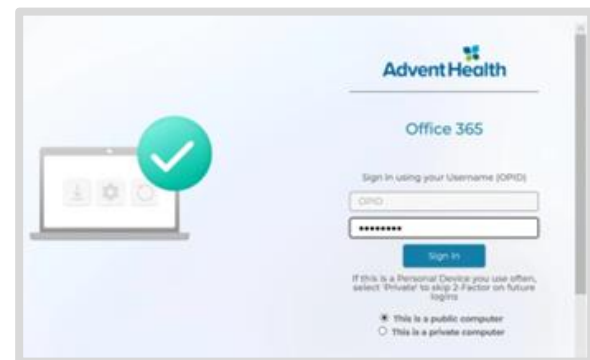 AdventHealth
Office 365
Sign in using your Username (OPID)
OPID
••••••••
Sign In
If this is a Personal Device you use often,
select 'Private' to skip 2-Factor on future
logins
This is a public computer
This is a private computer